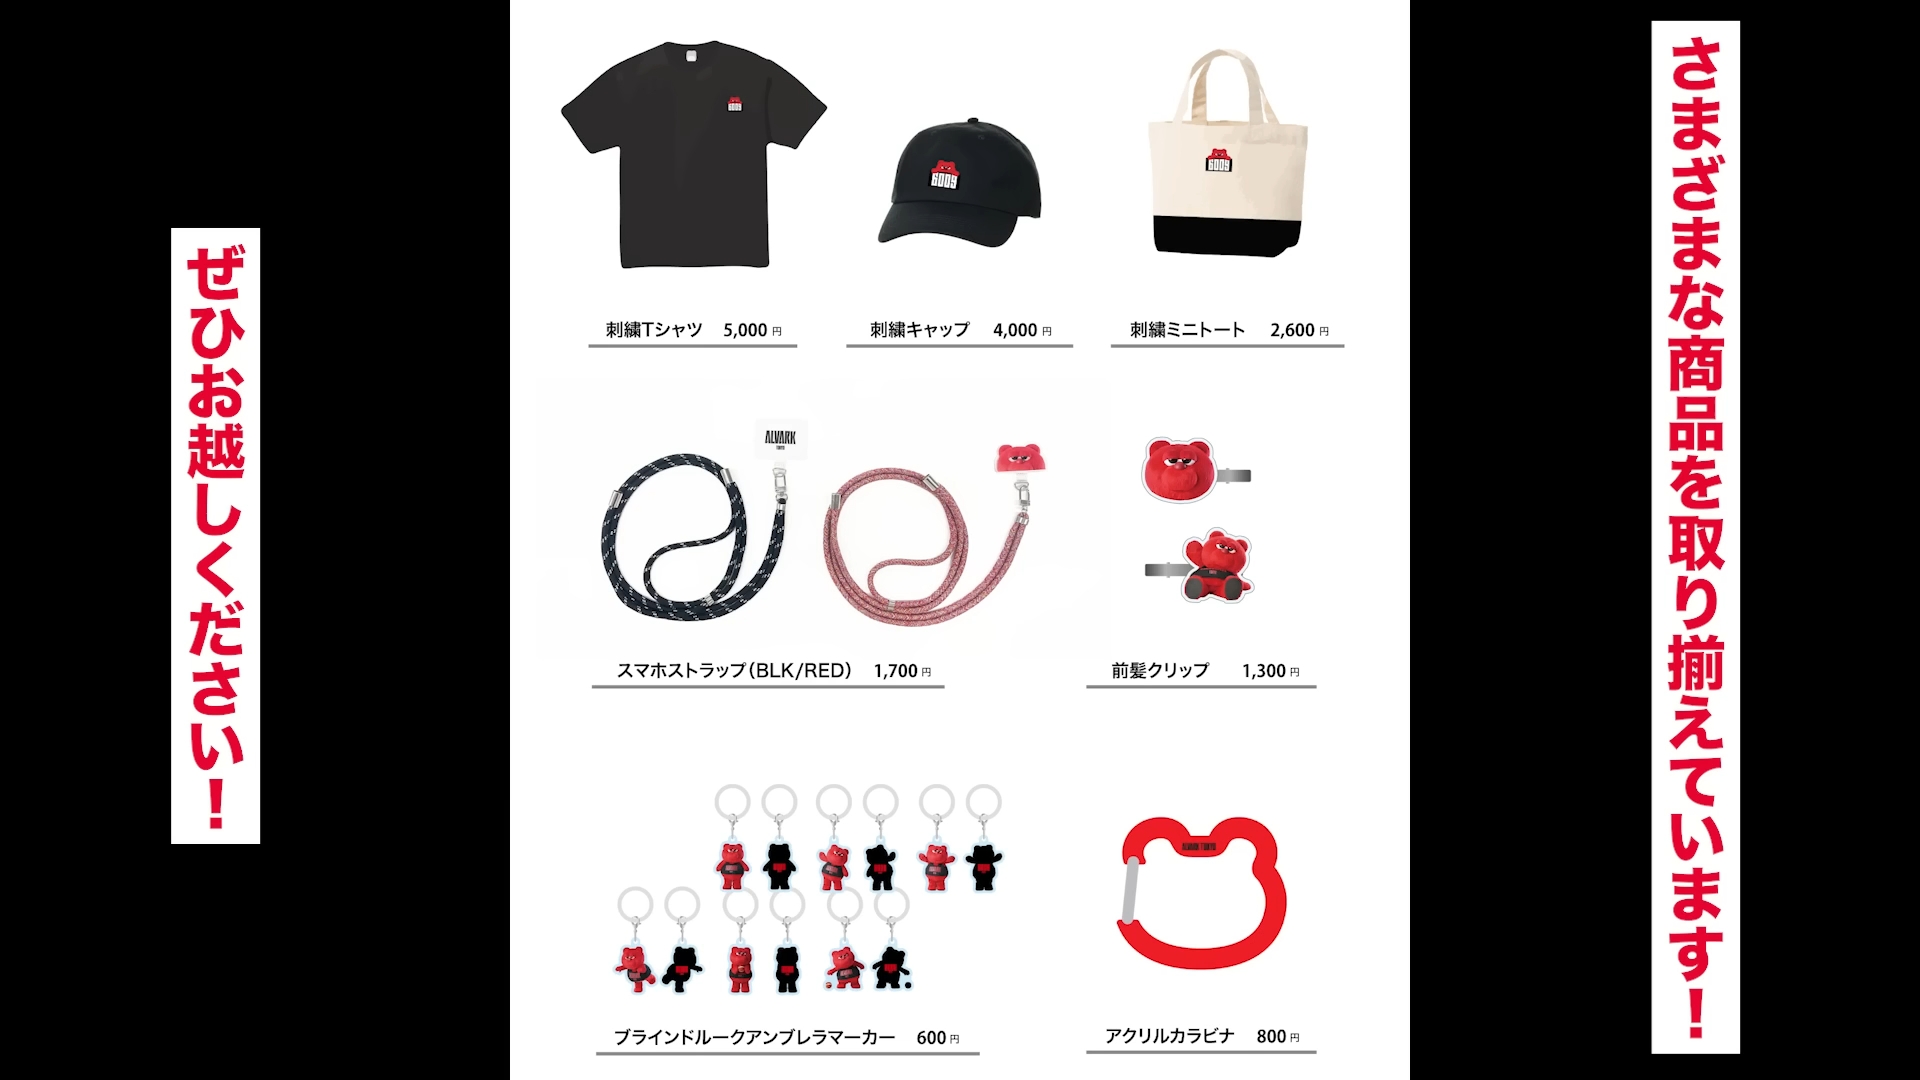 さまざまな商品を取り揃えています！
ぜひお越しください！
刺繍Tシャツ 5,000円
刺繍キャップ 4,000円
刺繍ミニトート 2,600円
ALVARK
TOKYO
スマホストラップ（BLK/RED） 1,700円
前髪クリップ 1,300円
ALVARK TOKYO
ブラインドルークアンブレラマーカー 600円
アクリルカラビナ 800円